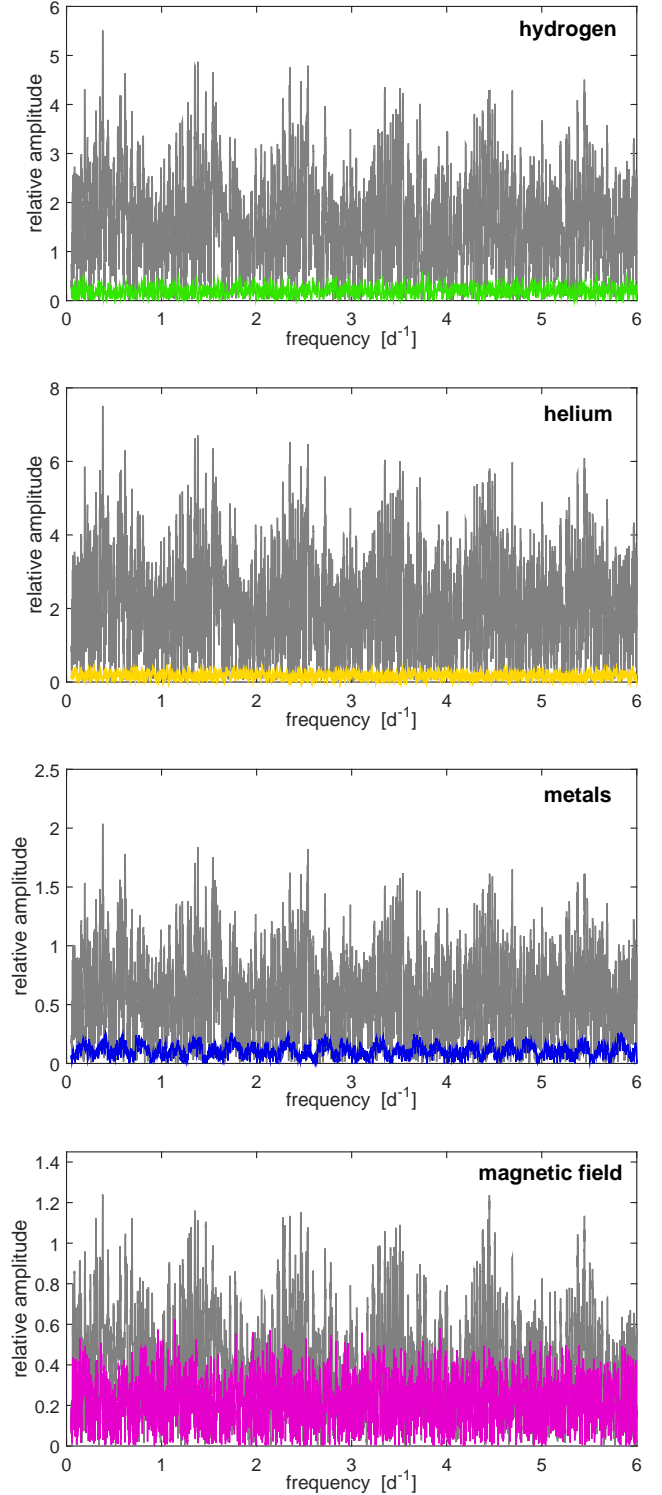 hydrogen
6
5
4
3
2
1
0
relative amplitude
0 1 2 3 4 5 6
frequency [d-1]
helium
8
6
4
2
0
relative amplitude
0 1 2 3 4 5 6
frequency [d-1]
metals
2.5
2
1.5
1
0.5
0
relative amplitude
0 1 2 3 4 5 6
frequency [d-1]
magnetic field
1.4
1.2
1
0.8
0.6
0.4
0.2
0
relative amplitude
0 1 2 3 4 5 6
frequency [d-1]